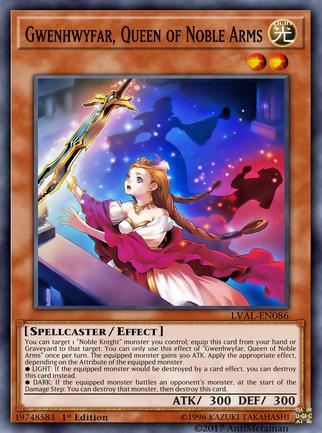 Gwenhwyfar, Queen of Noble Arms
LIGHT
光
LVAL-EN086
[Spellcaster / Effect]
You can target 1 "Noble Knight" monster you control; equip this card from your hand or
Graveyard to that target. You can only use this effect of "Gwenhwyfar, Queen of Noble
Arms" once per turn. The equipped monster gains 300 ATK. Apply the appropriate effect,
depending on the Attribute of the equipped monster.
● LIGHT: If the equipped monster would be destroyed by a card effect, you can destroy
this card instead.
● DARK: If the equipped monster battles an opponent's monster, at the start of the
Damage Step: You can destroy that monster, then destroy this card.
ATK/ 300 DEF/ 300
19748583 1st Edition ©1996 KAZUKI TAKAHASHI
©2017 AntiMetaman